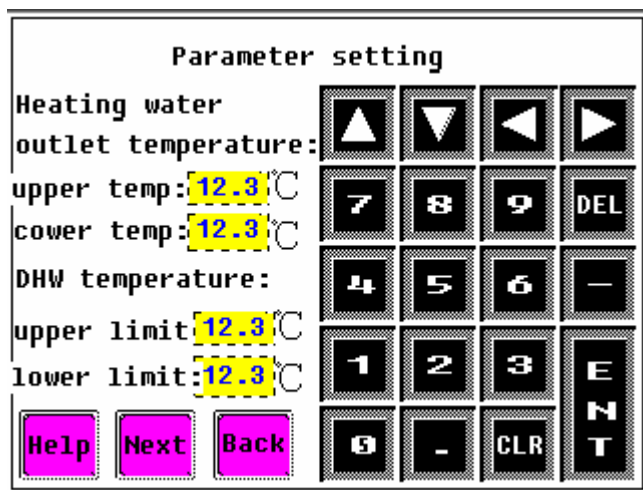 Parameter setting
Heating water
outlet temperature:
upper temp:12.3℃
cower temp:12.3℃
DHW temperature:
upper limit12.3℃
lower limit:12.3℃
Help Next Back
7 8 9 DEL
4 5 6 —
1 2 3 ENT
0 . CLR